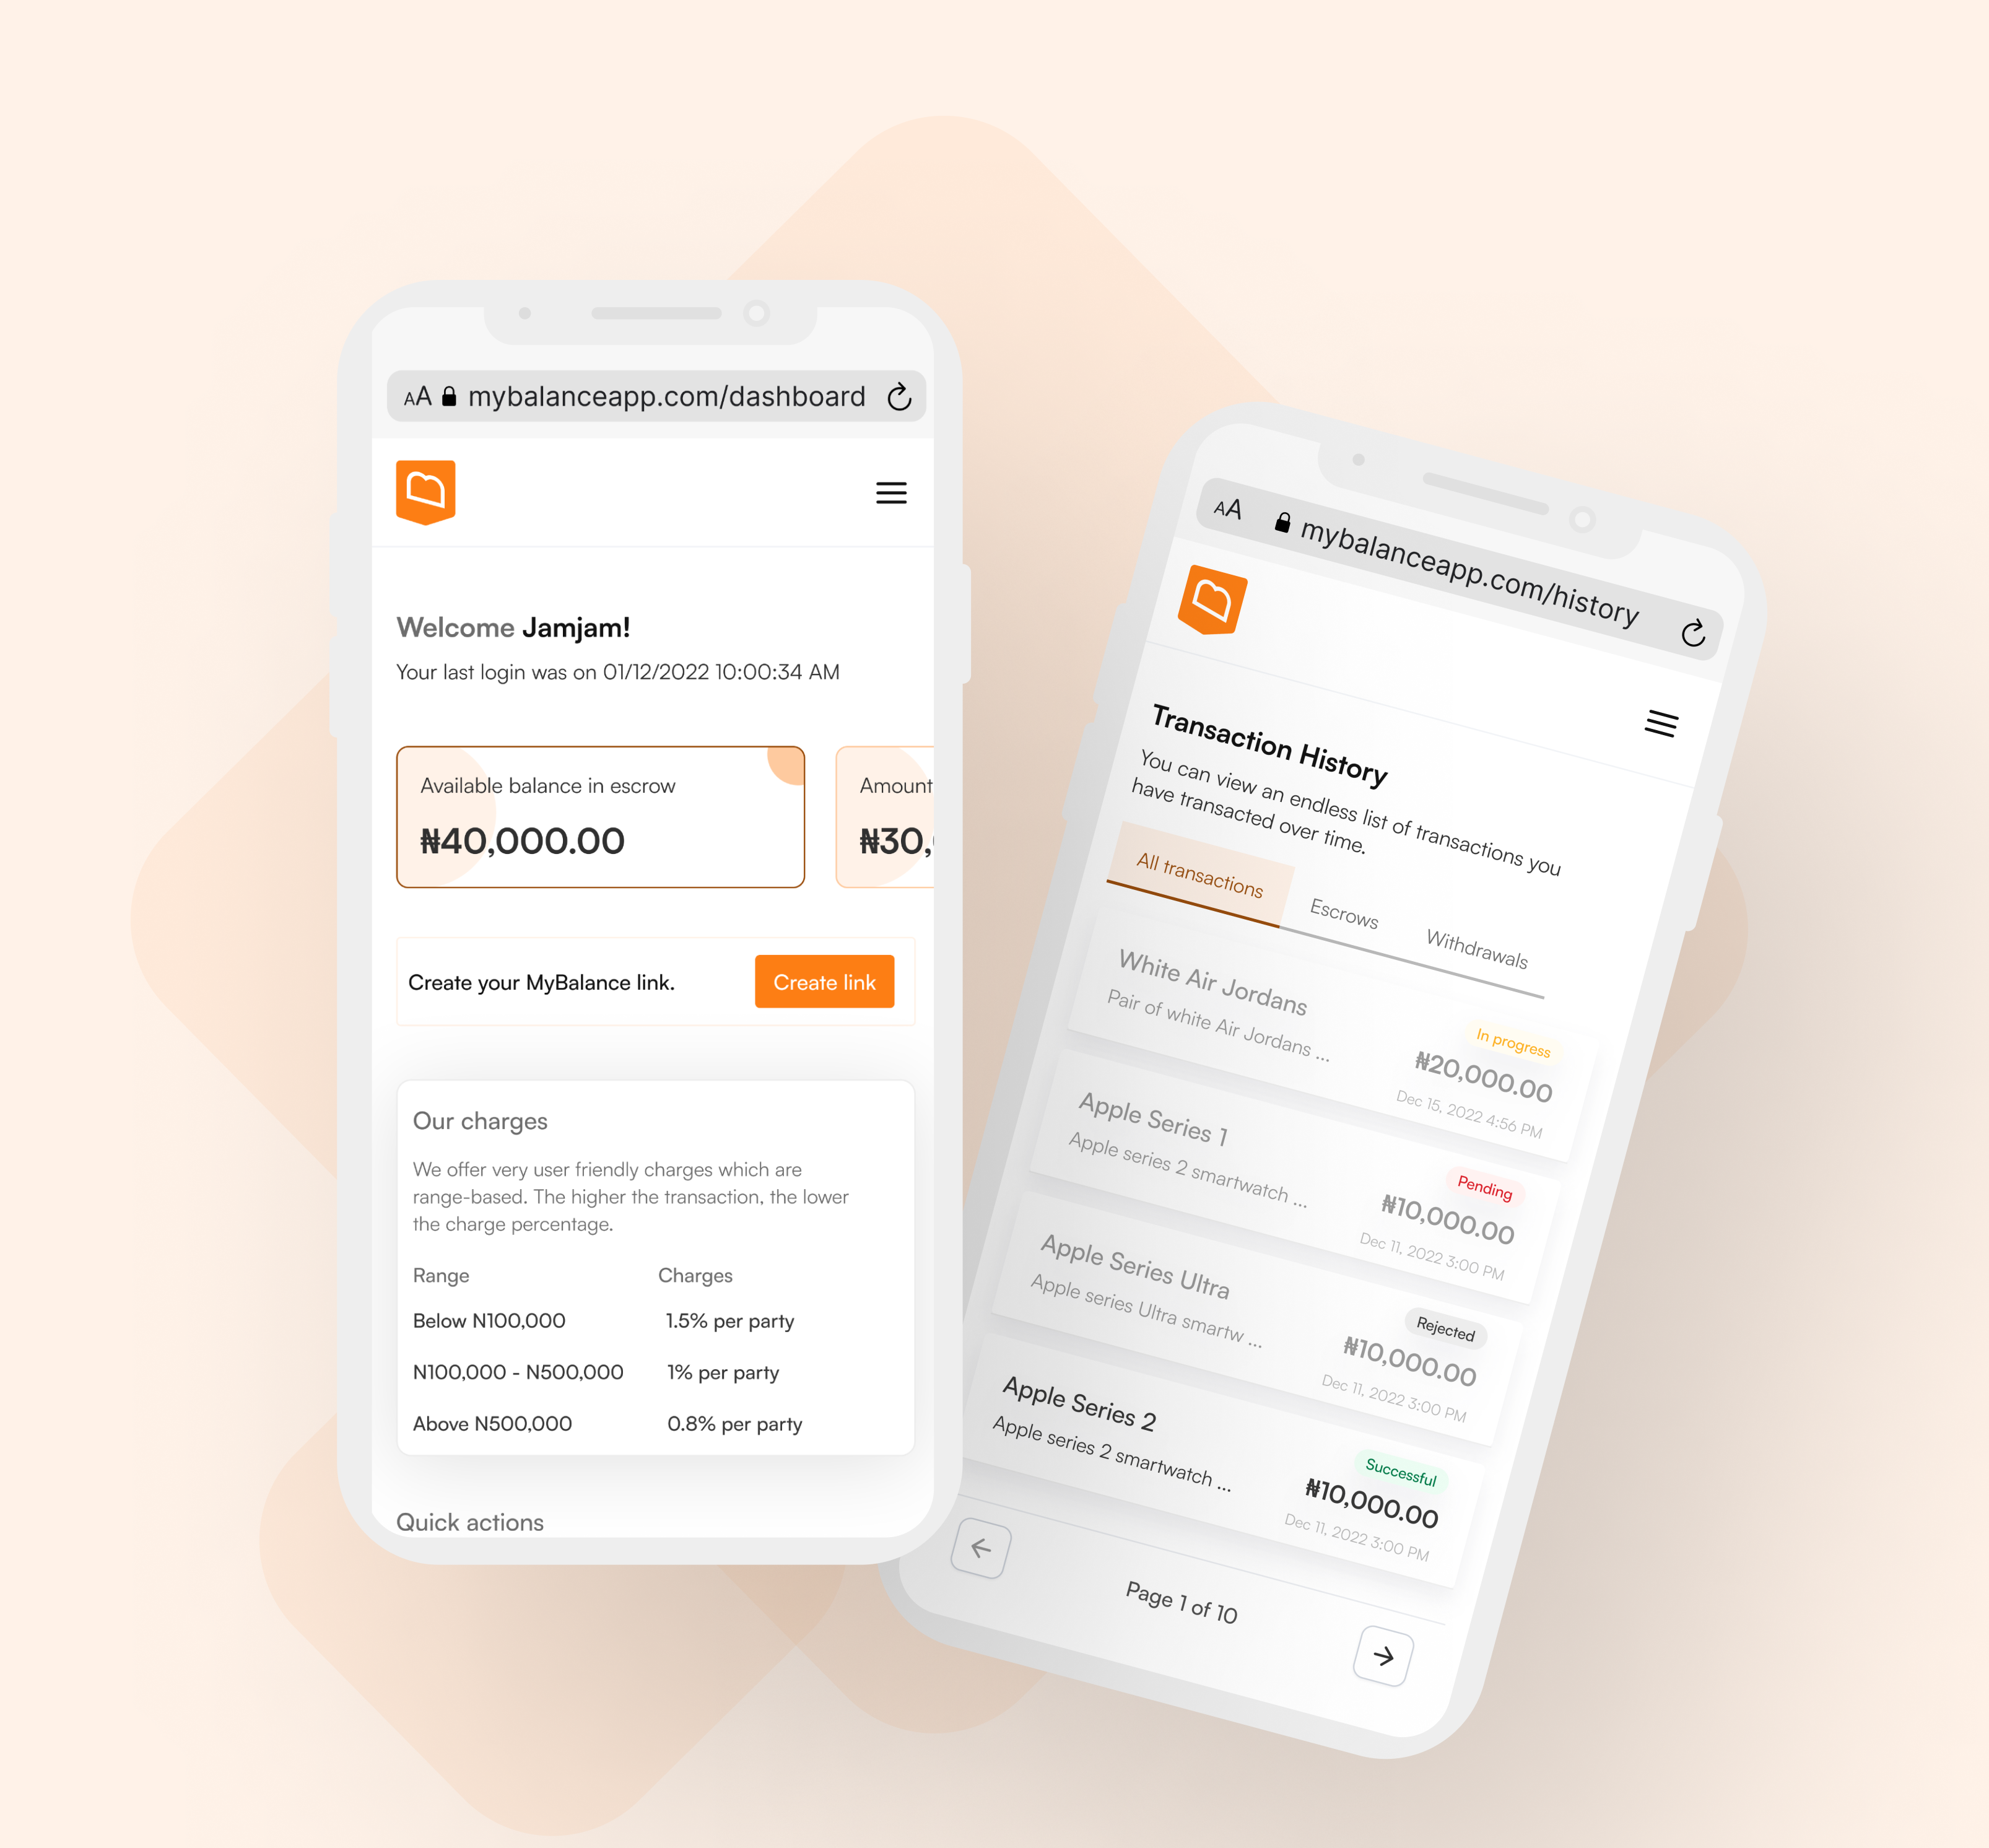 AA mybalanceapp.com/dashboard
Welcome Jamjam!
Your last login was on 01/12/2022 10:00:34 AM
Available balance in escrow
₦40,000.00
Amount
₦30,
Create your MyBalance link.
Create link
Our charges
We offer very user friendly charges which are
range-based. The higher the transaction, the lower
the charge percentage.
Range Charges
Below N100,000 1.5% per party
N100,000 - N500,000 1% per party
Above N500,000 0.8% per party
Quick actions
AA mybalanceapp.com/history
Transaction History
You can view an endless list of transactions you
have transacted over time.
All transactions Escrows Withdrawals
White Air Jordans
Pair of white Air Jordans ...
In progress
₦20,000.00
Dec 15, 2022 4:56 PM
Apple Series 1
Apple series 2 smartwatch ...
Pending
₦10,000.00
Dec 11, 2022 3:00 PM
Apple Series Ultra
Apple series Ultra smartw ...
Rejected
₦10,000.00
Dec 11, 2022 3:00 PM
Apple Series 2
Apple series 2 smartwatch ...
Successful
₦10,000.00
Dec 11, 2022 3:00 PM
Page 1 of 10